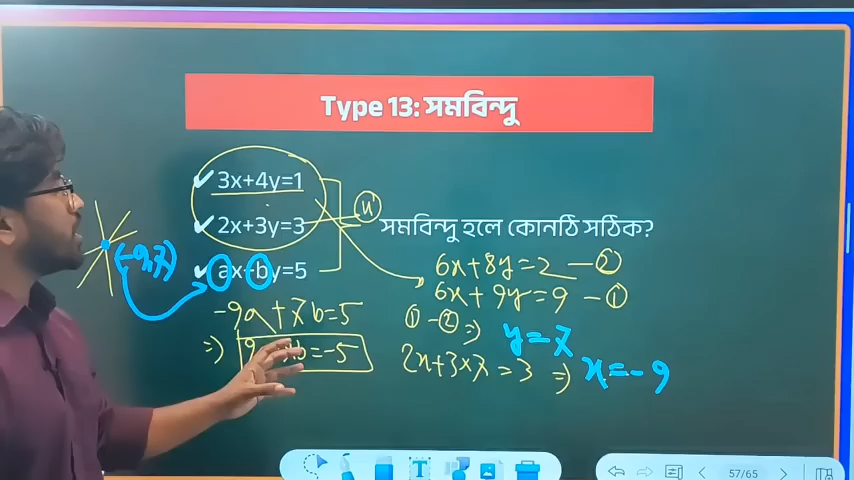 Type 13: সমবিন্দু
✔ 3x+4y=1
✔ 2x+3y=3
সমবিন্দু হলে কোনটি সঠিক?
✔ ax+by=5
(-9,7)
6x+8y=2 —②
6x+9y=9 —①
①-②⇒
y=7
2x+3×7=3 ⇒ x=-9
-9a+7b=5
⇒ b=-5
57/65